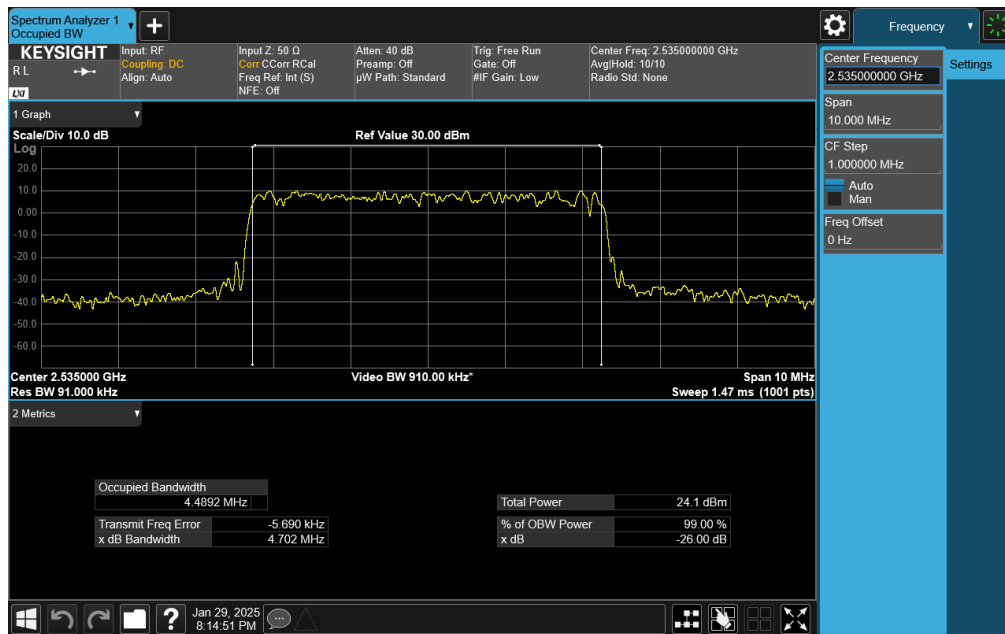 Spectrum Analyzer 1
Occupied BW
+
Frequency
KEYSIGHT
R L
LXI
Input: RF
Coupling: DC
Align: Auto
Input Z: 50 Ω
Corr CCorr RCal
Freq Ref: Int (S)
NFE: Off
Atten: 40 dB
Preamp: Off
µW Path: Standard
Trig: Free Run
Gate: Off
#IF Gain: Low
Center Freq: 2.535000000 GHz
Avg|Hold: 10/10
Radio Std: None
Center Frequency
2.535000000 GHz
Settings
Span
10.000 MHz
CF Step
1.000000 MHz
Auto
Man
Freq Offset
0 Hz
1 Graph
Scale/Div 10.0 dB
Ref Value 30.00 dBm
Log
20.0
10.0
0.00
-10.0
-20.0
-30.0
-40.0
-50.0
-60.0
Center 2.535000 GHz
Video BW 910.00 kHz*
Span 10 MHz
Res BW 91.000 kHz
Sweep 1.47 ms (1001 pts)
2 Metrics
Occupied Bandwidth
4.4892 MHz
Total Power 24.1 dBm
Transmit Freq Error -5.690 kHz
% of OBW Power 99.00 %
x dB Bandwidth 4.702 MHz
x dB -26.00 dB
?
Jan 29, 2025
8:14:51 PM